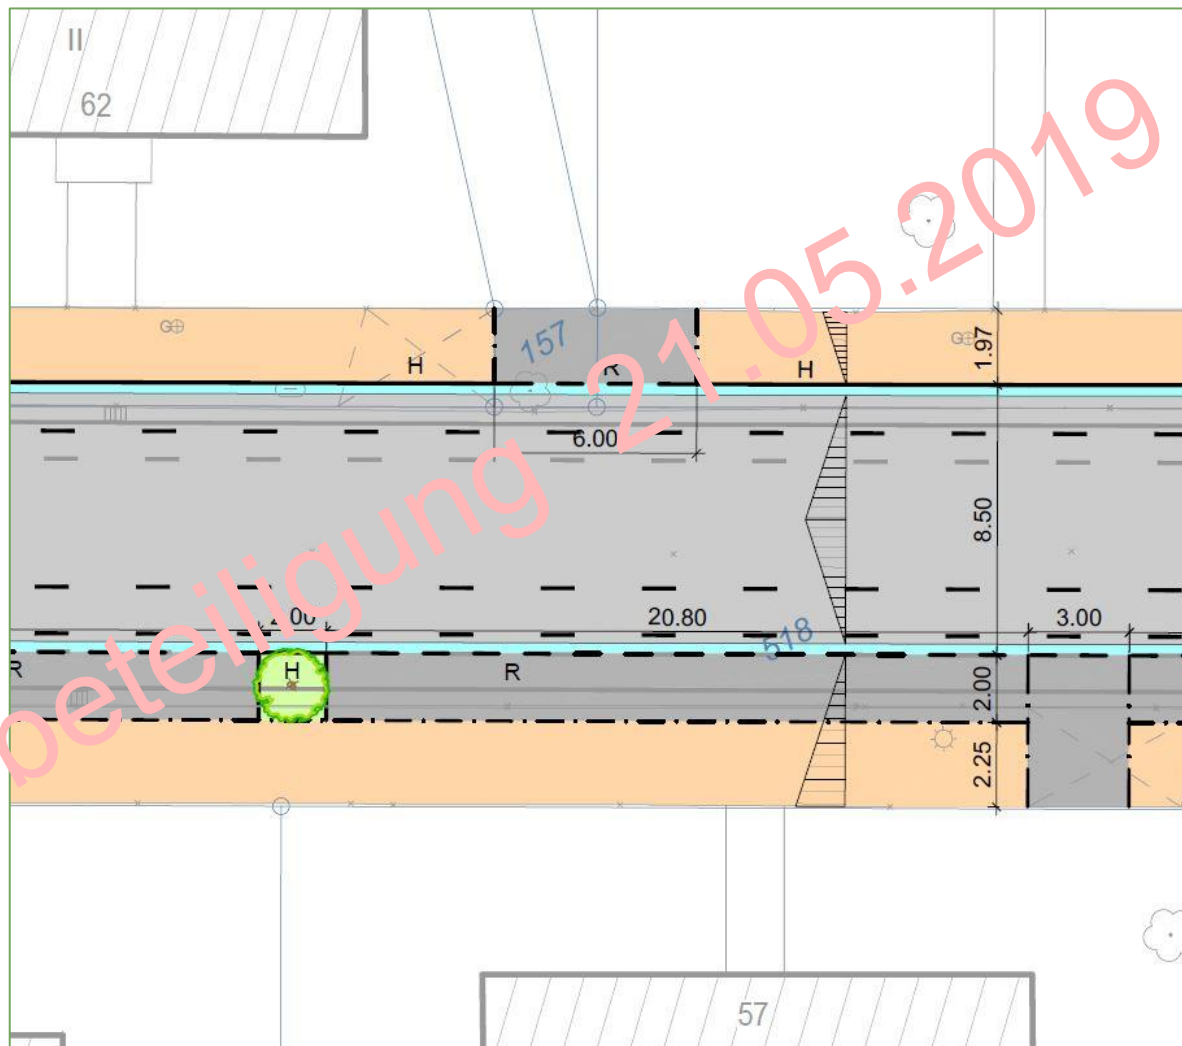 II
62
beteiligung 21.05.2019
G
157
H
R
H
G
1.97
6.00
8.50
2.00
20.80
518
3.00
R
H
R
2.00
2.25
57